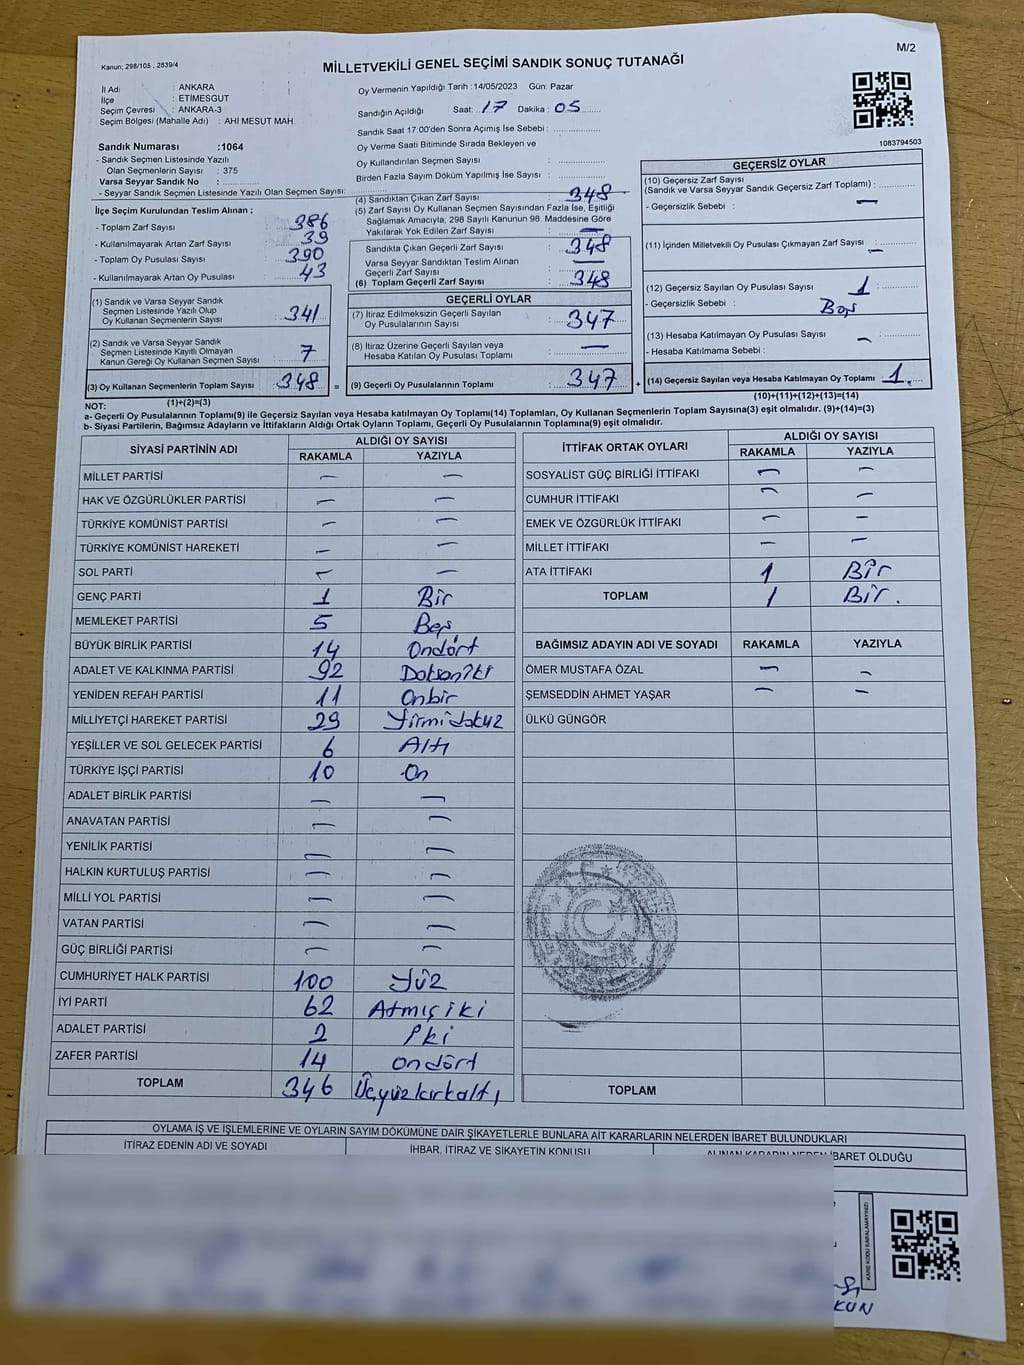 M/2
Kanun; 298/105 , 2839/4
MİLLETVEKİLİ GENEL SEÇİMİ SANDIK SONUÇ TUTANAĞI
İl Adı : ANKARA
İlçe : ETİMESGUT
Seçim Çevresi : ANKARA-3
Seçim Bölgesi (Mahalle Adı) : AHİ MESUT MAH.
Sandık Numarası :1064
- Sandık Seçmen Listesinde Yazılı
Olan Seçmenlerin Sayısı : 375
Varsa Seyyar Sandık No :
- Seyyar Sandık Seçmen Listesinde Yazılı Olan Seçmen Sayısı:
Oy Vermenin Yapıldığı Tarih :14/05/2023 Gün: Pazar
Sandığın Açıldığı Saat: 17 Dakika : 05
Sandık Saat 17:00'den Sonra Açımış İse Sebebi :
Oy Verme Saati Bitiminde Sırada Bekleyen ve
Oy Kullandırılan Seçmen Sayısı :
Birden Fazla Sayım Döküm Yapılmış İse Sayısı :
1083794503
İlçe Seçim Kurulundan Teslim Alınan ;
- Toplam Zarf Sayısı : 386
- Kullanılmayarak Artan Zarf Sayısı : 39
- Toplam Oy Pusulası Sayısı : 390
- Kullanılmayarak Artan Oy Pusulası : 43
(4) Sandıktan Çıkan Zarf Sayısı : 348
(5) Zarf Sayısı Oy Kullanan Seçmen Sayısından Fazla İse, Eşitliği
Sağlamak Amacıyla; 298 Sayılı Kanunun 98. Maddesine Göre
Yakılarak Yok Edilen Zarf Sayısı : —
Sandıkta Çıkan Geçerli Zarf Sayısı : 348
Varsa Seyyar Sandıktan Teslim Alınan
Geçerli Zarf Sayısı : —
(6) Toplam Geçerli Zarf Sayısı : 348
GEÇERSİZ OYLAR
(10) Geçersiz Zarf Sayısı
(Sandık ve Varsa Seyyar Sandık Geçersiz Zarf Toplamı) :
- Geçersizlik Sebebi : —
(11) İçinden Milletvekili Oy Pusulası Çıkmayan Zarf Sayısı : —
(12) Geçersiz Sayılan Oy Pusulası Sayısı : 1
- Geçersizlik Sebebi : Boş
(13) Hesaba Katılmayan Oy Pusulası Sayısı :
- Hesaba Katılmama Sebebi :
(14) Geçersiz Sayılan veya Hesaba Katılmayan Oy Toplamı : 1.
(10)+(11)+(12)+(13)=(14)
(1) Sandık ve Varsa Seyyar Sandık
Seçmen Listesinde Yazılı Olup
Oy Kullanan Seçmenlerin Sayısı : 341
(2) Sandık ve Varsa Seyyar Sandık
Seçmen Listesinde Kayıtlı Olmayan
Kanun Gereği Oy Kullanan Seçmen Sayısı : 7
(3) Oy Kullanan Seçmenlerin Toplam Sayısı : 348 =
(1)+(2)=(3)
GEÇERLİ OYLAR
(7) İtiraz Edilmeksizin Geçerli Sayılan
Oy Pusulalarının Sayısı : 347
(8) İtiraz Üzerine Geçerli Sayılan veya
Hesaba Katılan Oy Pusulası Toplamı : —
(9) Geçerli Oy Pusulalarının Toplamı : 347 +
NOT:
a- Geçerli Oy Pusulalarının Toplamı(9) ile Geçersiz Sayılan veya Hesaba katılmayan Oy Toplamı(14) Toplamları, Oy Kullanan Seçmenlerin Toplam Sayısına(3) eşit olmalıdır. (9)+(14)=(3)
b- Siyasi Partilerin, Bağımsız Adayların ve İttifakların Aldığı Ortak Oyların Toplamı, Geçerli Oy Pusulalarının Toplamına(9) eşit olmalıdır.
SİYASİ PARTİNİN ADI ALDIĞI OY SAYISI
RAKAMLA YAZIYLA
MİLLET PARTİSİ — —
HAK VE ÖZGÜRLÜKLER PARTİSİ — —
TÜRKİYE KOMÜNİST PARTİSİ — —
TÜRKİYE KOMÜNİST HAREKETİ — —
SOL PARTİ — —
GENÇ PARTİ 1 Bir
MEMLEKET PARTİSİ 5 Beş
BÜYÜK BİRLİK PARTİSİ 14 Ondört
ADALET VE KALKINMA PARTİSİ 92 Doksaniki
YENİDEN REFAH PARTİSİ 11 Onbir
MİLLİYETÇİ HAREKET PARTİSİ 29 Yirmidokuz
YEŞİLLER VE SOL GELECEK PARTİSİ 6 Altı
TÜRKİYE İŞÇİ PARTİSİ 10 On
ADALET BİRLİK PARTİSİ — —
ANAVATAN PARTİSİ — —
YENİLİK PARTİSİ — —
HALKIN KURTULUŞ PARTİSİ — —
MİLLİ YOL PARTİSİ — —
VATAN PARTİSİ — —
GÜÇ BİRLİĞİ PARTİSİ — —
CUMHURİYET HALK PARTİSİ 100 Yüz
İYİ PARTİ 62 Atmışiki
ADALET PARTİSİ 2 İki
ZAFER PARTİSİ 14 Ondört
TOPLAM 346 Üçyüzkırkaltı
İTTİFAK ORTAK OYLARI ALDIĞI OY SAYISI
RAKAMLA YAZIYLA
SOSYALİST GÜÇ BİRLİĞİ İTTİFAKI — —
CUMHUR İTTİFAKI — —
EMEK VE ÖZGÜRLÜK İTTİFAKI — —
MİLLET İTTİFAKI — —
ATA İTTİFAKI 1 Bir
TOPLAM 1 Bir.
BAĞIMSIZ ADAYIN ADI VE SOYADI RAKAMLA YAZIYLA
ÖMER MUSTAFA ÖZAL — —
ŞEMSEDDİN AHMET YAŞAR — —
ÜLKÜ GÜNGÖR
TOPLAM
OYLAMA İŞ VE İŞLEMLERİNE VE OYLARIN SAYIM DÖKÜMÜNE DAİR ŞİKAYETLERLE BUNLARA AİT KARARLARIN NELERDEN İBARET BULUNDUKLARI
İTİRAZ EDENİN ADI VE SOYADI İHBAR, İTİRAZ VE ŞİKAYETİN KONUSU ALINAN KARARIN NEDEN İBARET OLDUĞU
KARE KODU KARALAMAYINIZ!
KUN